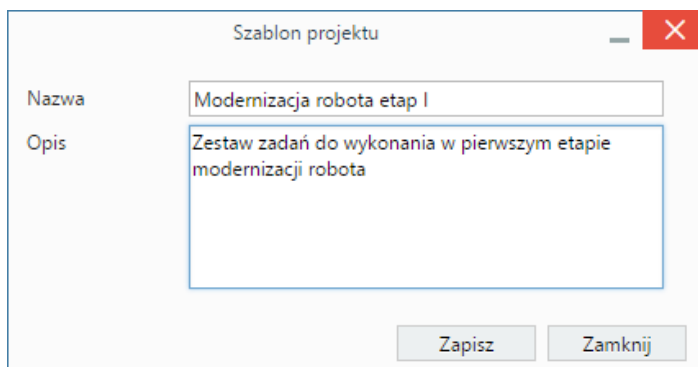 Szablon projektu
Nazwa
Modernizacja robota etap I
Opis
Zestaw zadań do wykonania w pierwszym etapie
modernizacji robota
Zapisz
Zamknij